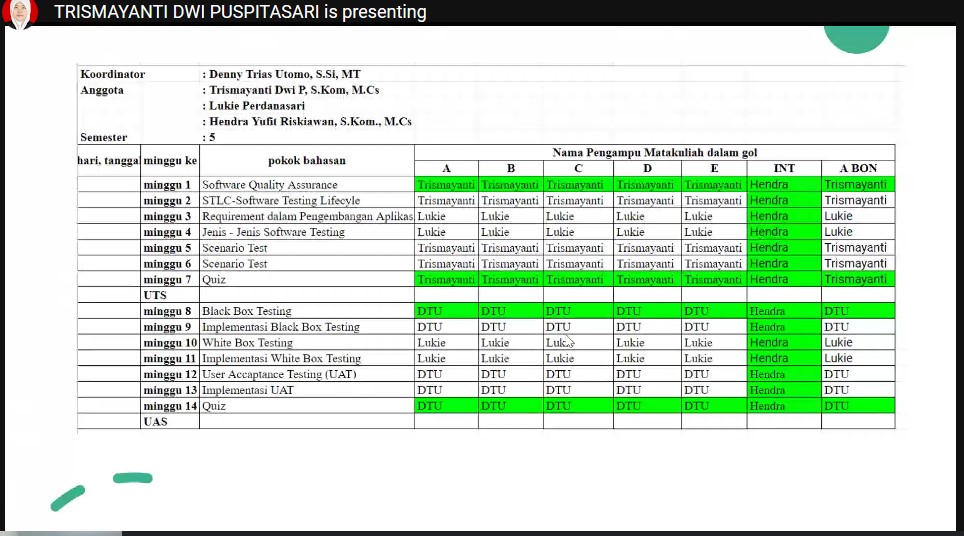 TRISMAYANTI DWI PUSPITASARI is presenting
Koordinator : Denny Trias Utomo, S.Si, MT
Anggota : Trismayanti Dwi P, S.Kom, M.Cs
: Lukie Perdanasari
: Hendra Yufit Riskiawan, S.Kom., M.Cs
Semester : 5
hari, tanggal minggu ke pokok bahasan Nama Pengampu Matakuliah dalam gol
A B C D E INT A BON
minggu 1 Software Quality Assurance Trismayanti Trismayanti Trismayanti Trismayanti Trismayanti Hendra Trismayanti
minggu 2 STLC-Software Testing Lifecyle Trismayanti Trismayanti Trismayanti Trismayanti Trismayanti Hendra Trismayanti
minggu 3 Requirement dalam Pengembangan Aplikas Lukie Lukie Lukie Lukie Lukie Hendra Lukie
minggu 4 Jenis - Jenis Software Testing Lukie Lukie Lukie Lukie Lukie Hendra Lukie
minggu 5 Scenario Test Trismayanti Trismayanti Trismayanti Trismayanti Trismayanti Hendra Trismayanti
minggu 6 Scenario Test Trismayanti Trismayanti Trismayanti Trismayanti Trismayanti Hendra Trismayanti
minggu 7 Quiz Trismayanti Trismayanti Trismayanti Trismayanti Trismayanti Hendra Trismayanti
UTS
minggu 8 Black Box Testing DTU DTU DTU DTU DTU Hendra DTU
minggu 9 Implementasi Black Box Testing DTU DTU DTU DTU DTU Hendra DTU
minggu 10 White Box Testing Lukie Lukie Lukie Lukie Lukie Hendra Lukie
minggu 11 Implementasi White Box Testing Lukie Lukie Lukie Lukie Lukie Hendra Lukie
minggu 12 User Accaptance Testing (UAT) DTU DTU DTU DTU DTU Hendra DTU
minggu 13 Implementasi UAT DTU DTU DTU DTU DTU Hendra DTU
minggu 14 Quiz DTU DTU DTU DTU DTU Hendra DTU
UAS